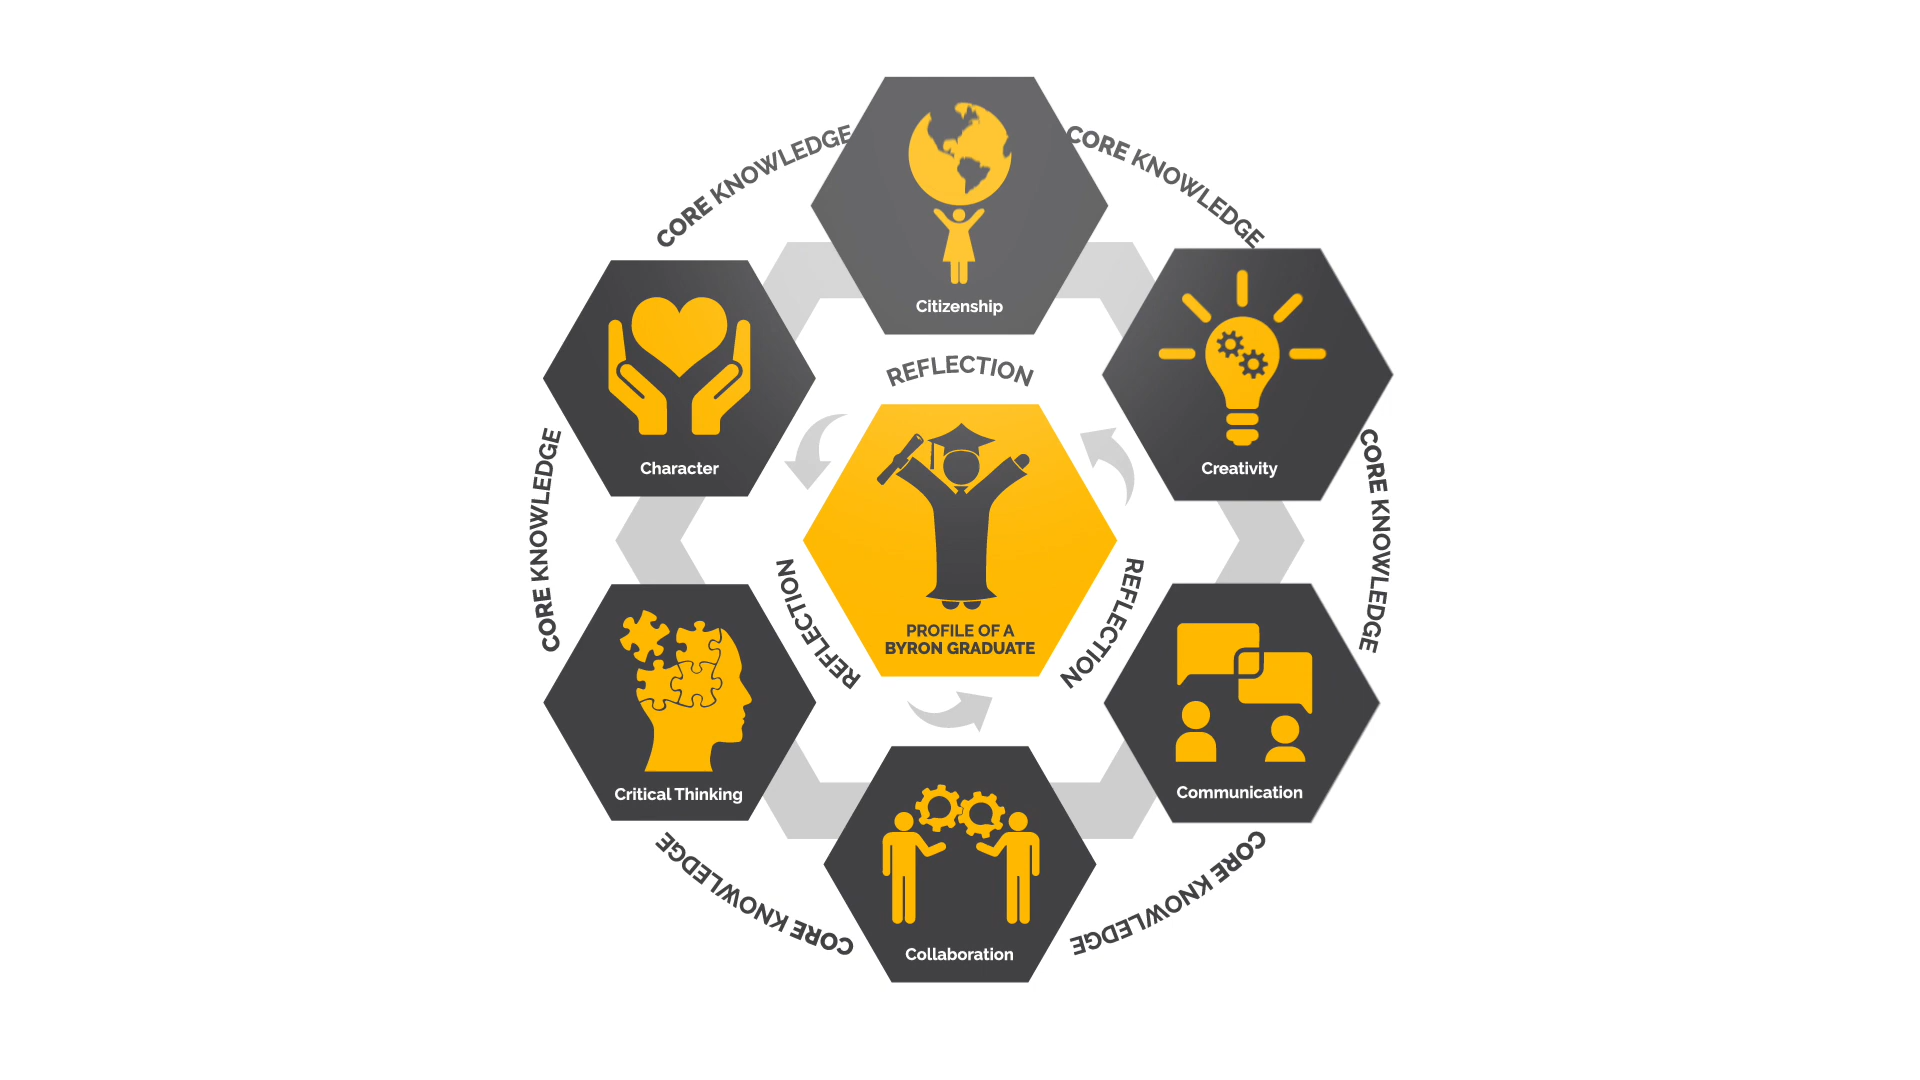 CORE KNOWLEDGE
CORE KNOWLEDGE
Citizenship
REFLECTION
Character
Creativity
CORE KNOWLEDGE
CORE KNOWLEDGE
REFLECTION
REFLECTION
PROFILE OF A
BYRON GRADUATE
Critical Thinking
Communication
CORE KNOWLEDGE
CORE KNOWLEDGE
Collaboration